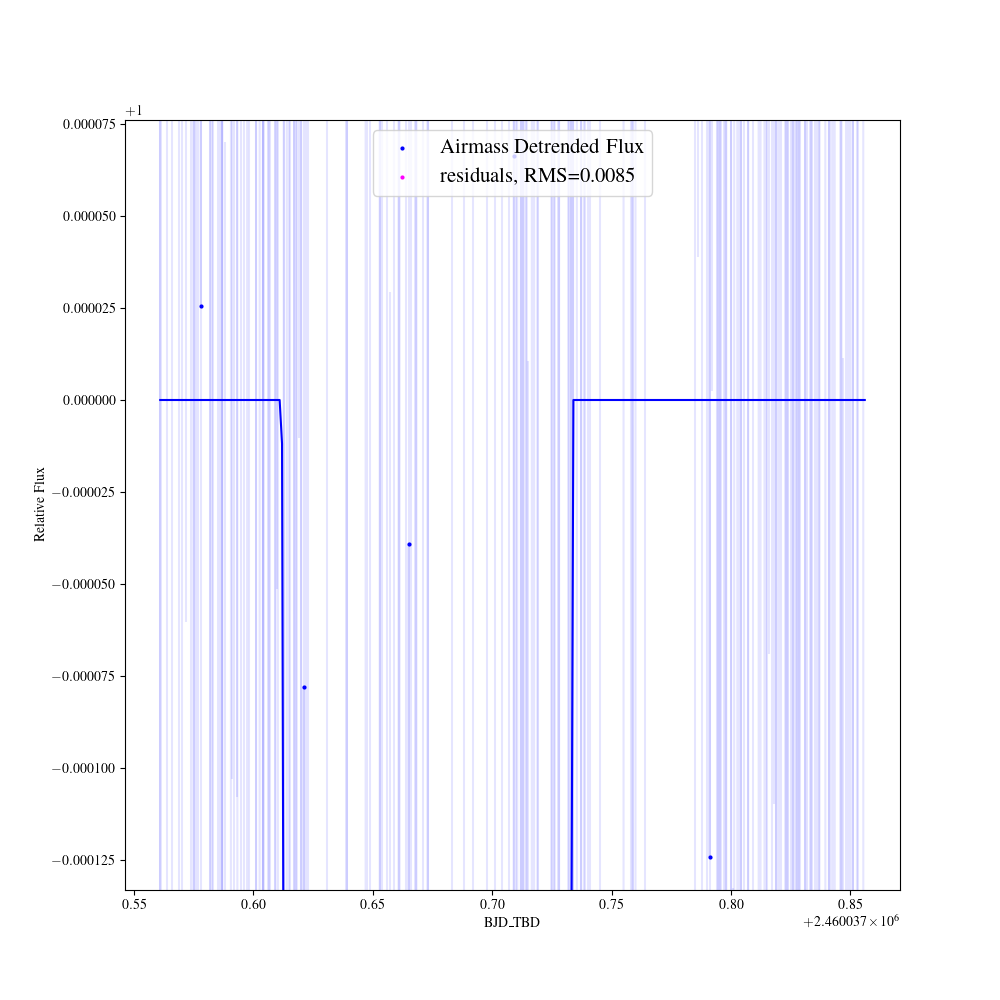 +1
0.000075
0.000050
0.000025
0.000000
−0.000025
−0.000050
−0.000075
−0.000100
−0.000125
Relative Flux
Airmass Detrended Flux
residuals, RMS=0.0085
0.55 0.60 0.65 0.70 0.75 0.80 0.85
BJD_TBD
+2.460037×10⁶